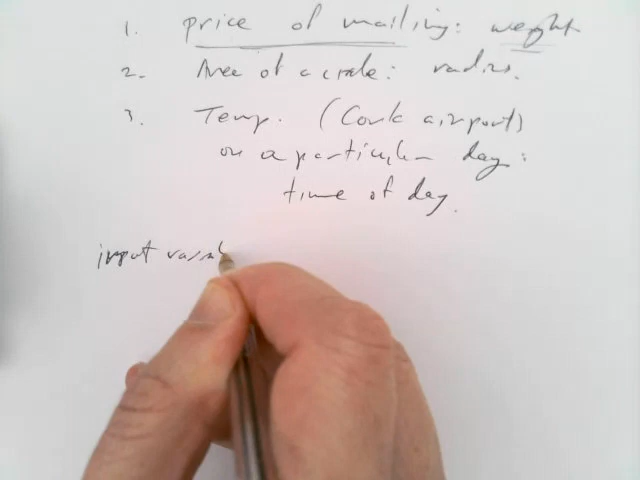 1. price of mailing: weight
2. Area of a circle: radius.
3. Temp. (Cork airport)
on a particular day:
time of day.
input variab